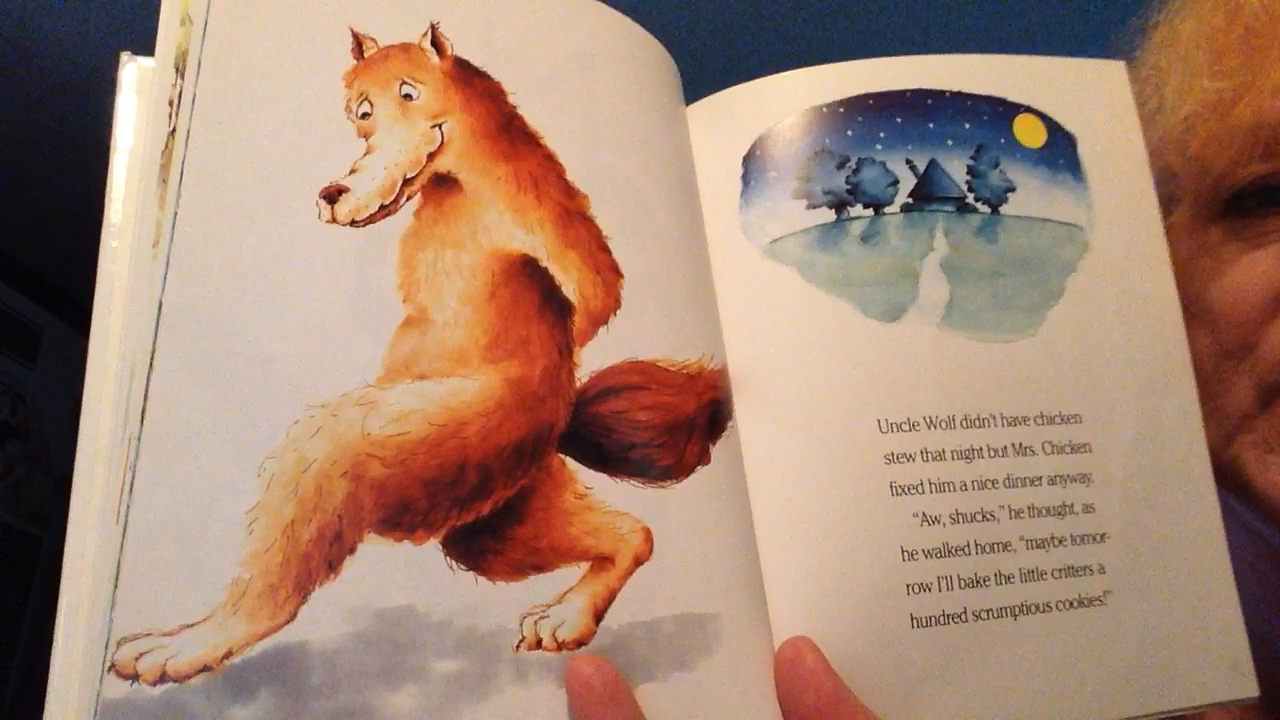 Uncle Wolf didn't have chicken
stew that night but Mrs. Chicken
fixed him a nice dinner anyway.
"Aw, shucks," he thought, as
he walked home, "maybe tomor-
row I'll bake the little critters a
hundred scrumptious cookies!"